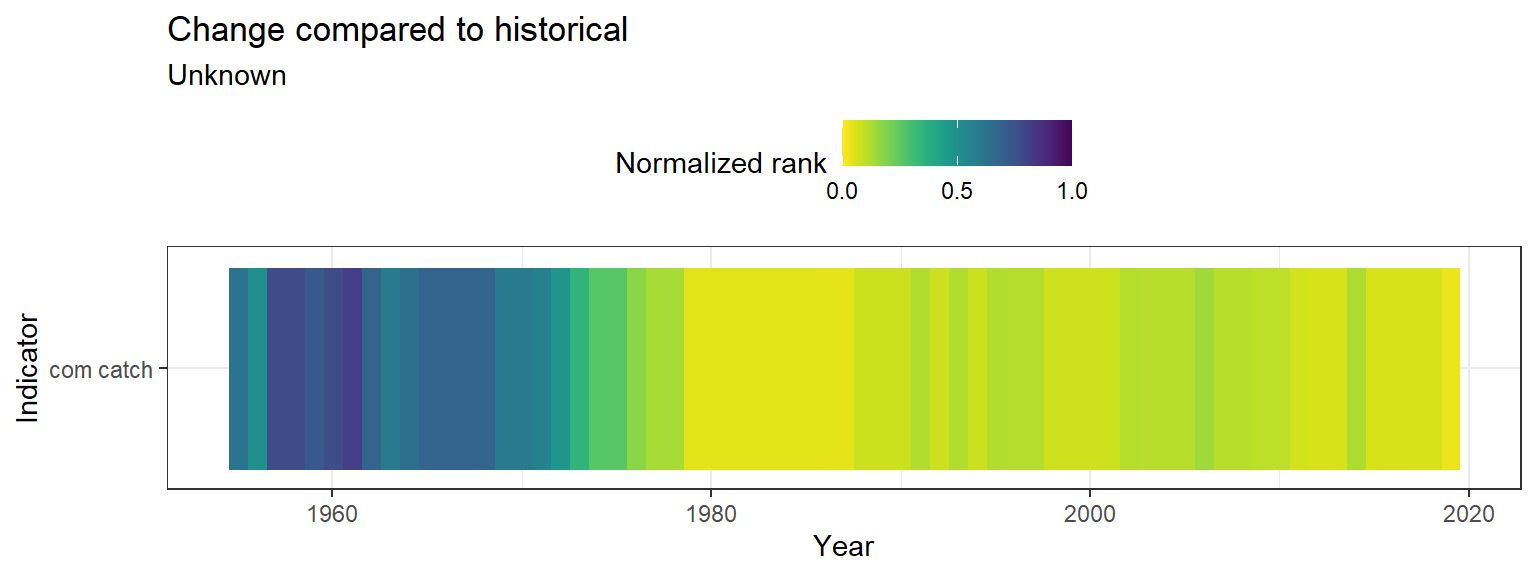 Change compared to historical
Unknown
Normalized rank
0.0 0.5 1.0
Indicator
com catch
1960 1980 2000 2020
Year